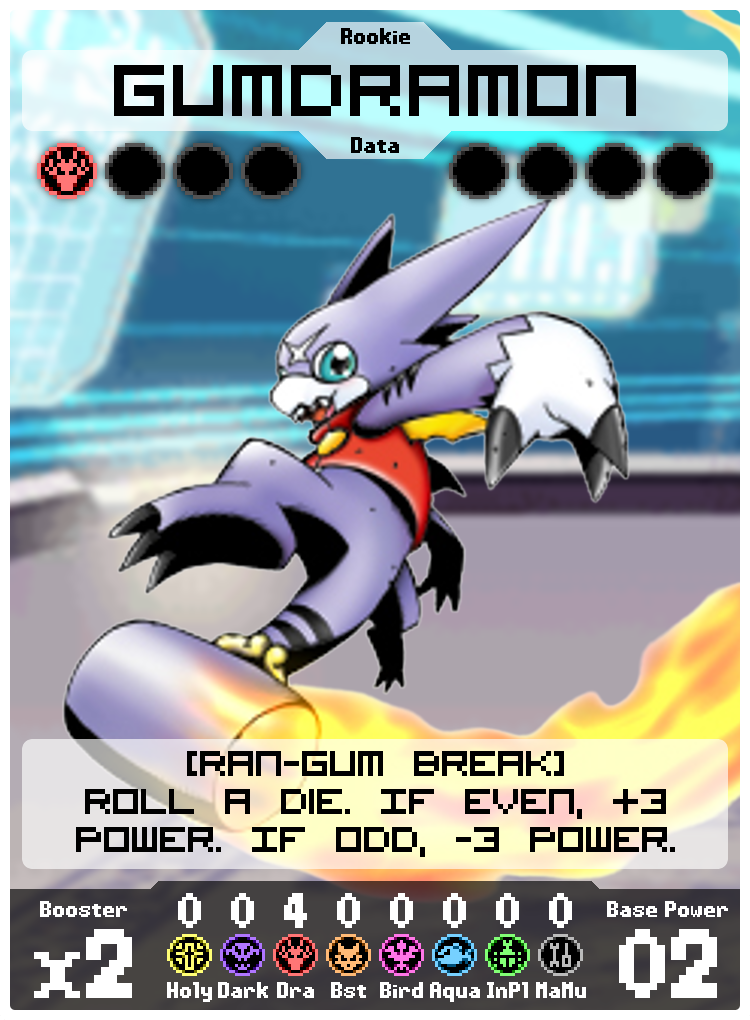 Rookie
GUMDRAMON
Data
[RAN-GUM BREAK]
ROLL A DIE. IF EVEN, +3
POWER. IF ODD, -3 POWER.
Booster
x2
0 0 4 0 0 0 0 0
Holy Dark Dra Bst Bird Aqua InPl MaMu
Base Power
02